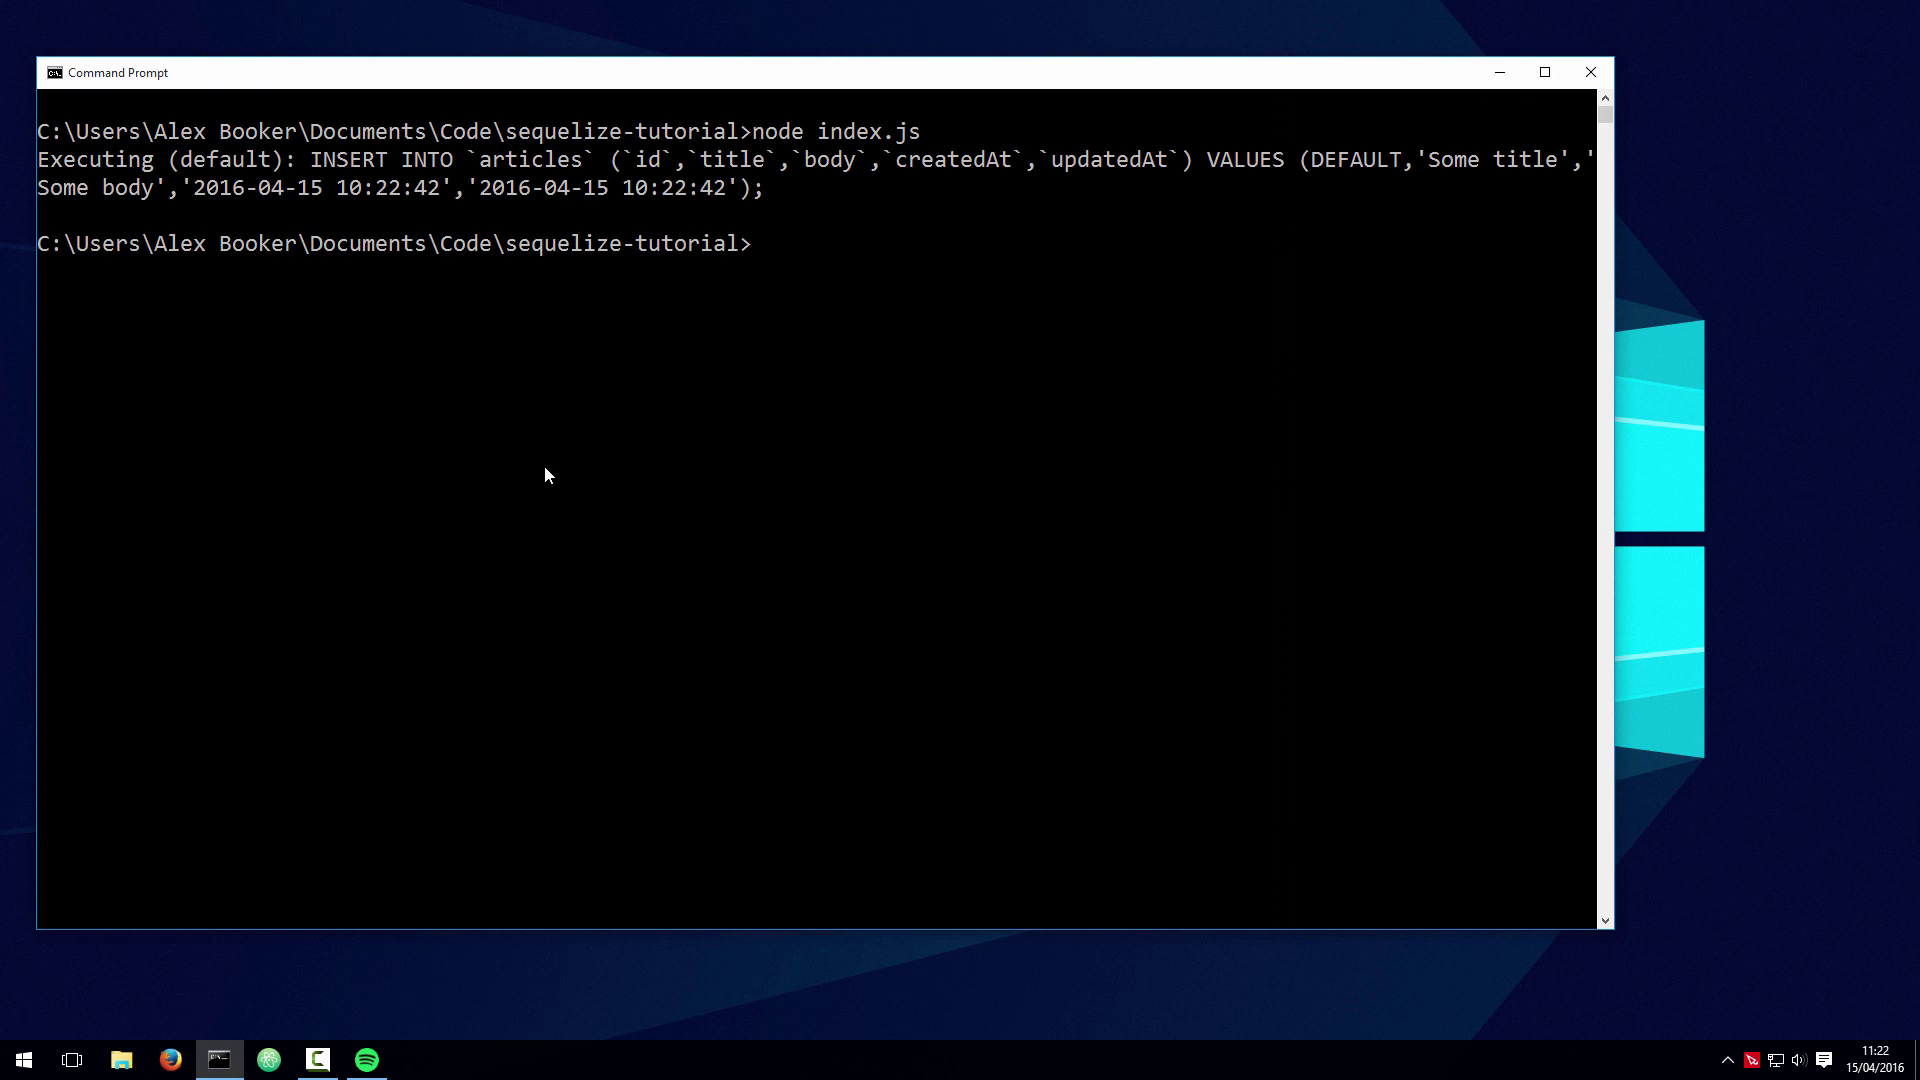 Command Prompt
C:\Users\Alex Booker\Documents\Code\sequelize-tutorial>node index.js
Executing (default): INSERT INTO `articles` (`id`,`title`,`body`,`createdAt`,`updatedAt`) VALUES (DEFAULT,'Some title','
Some body','2016-04-15 10:22:42','2016-04-15 10:22:42');
C:\Users\Alex Booker\Documents\Code\sequelize-tutorial>
11:22
15/04/2016